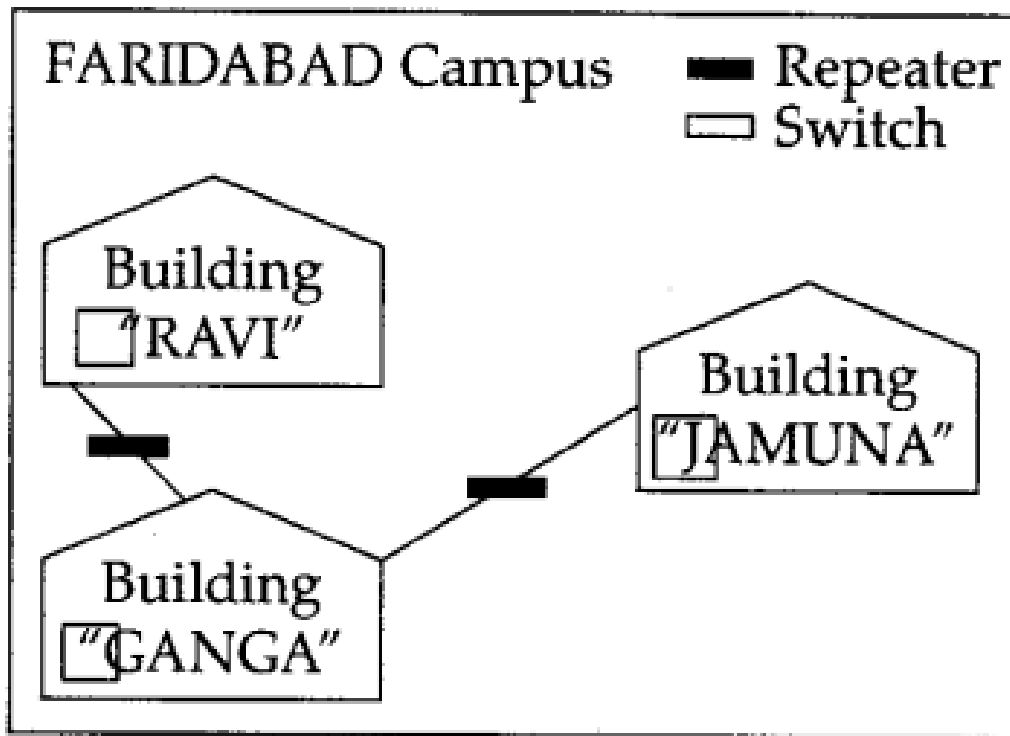 FARIDABAD Campus
Repeater
Switch
Building
"RAVI"
Building
"JAMUNA"
Building
"GANGA"